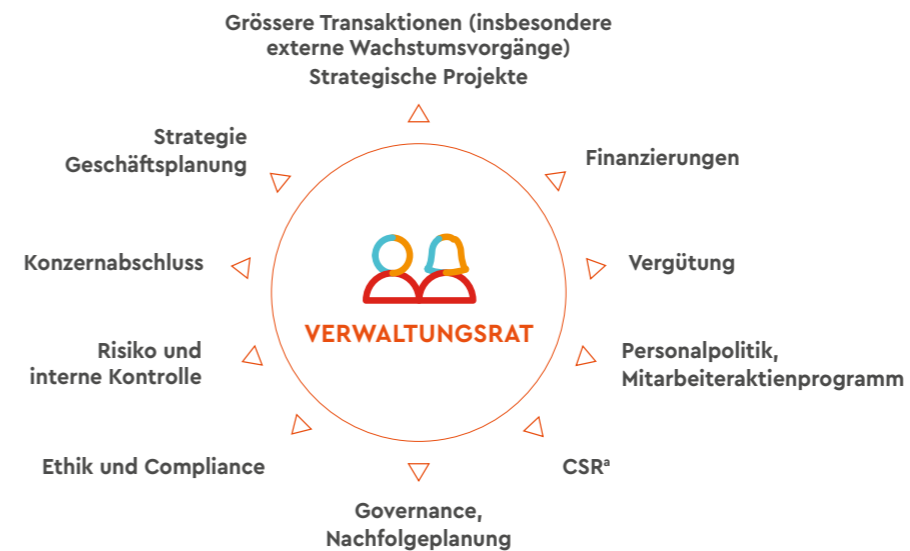 Grössere Transaktionen (insbesondere
externe Wachstumsvorgänge)
Strategische Projekte
Strategie
Geschäftsplanung
Finanzierungen
Konzernabschluss
Vergütung
VERWALTUNGSRAT
Risiko und
interne Kontrolle
Personalpolitik,
Mitarbeiteraktienprogramm
Ethik und Compliance
CSRᵃ
Governance,
Nachfolgeplanung